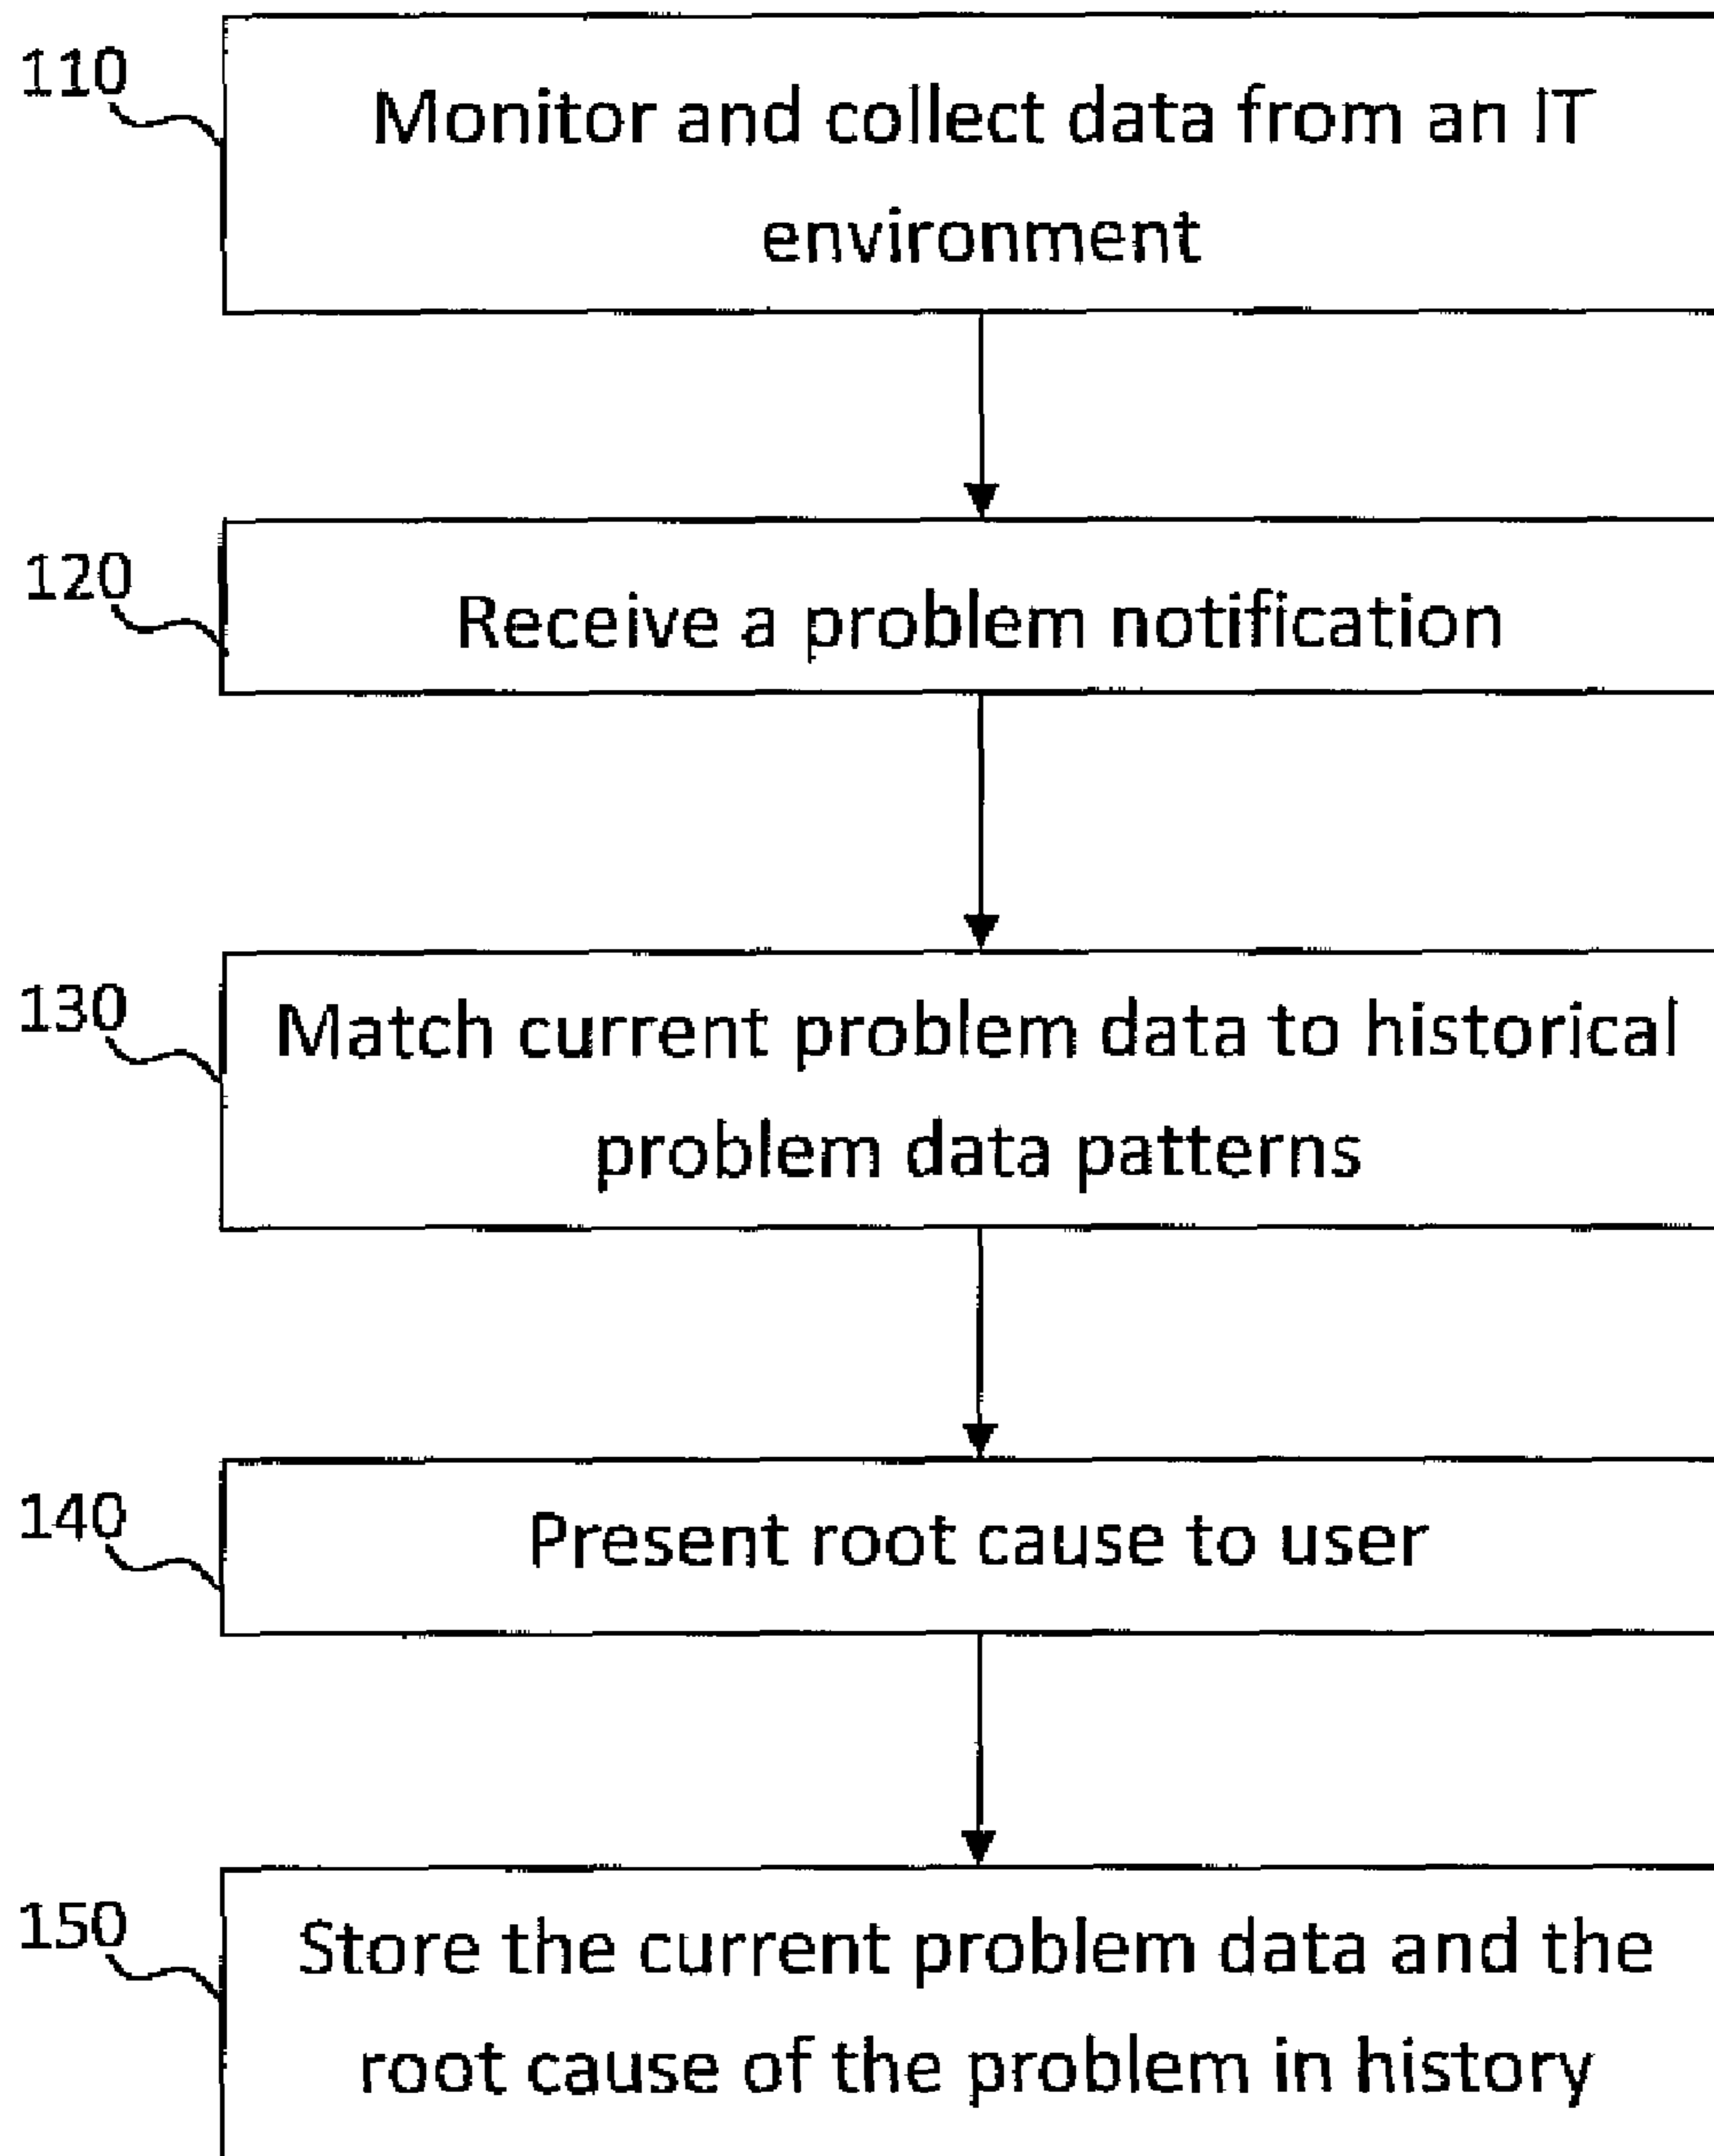 110
Monitor and collect data from an IT
environment
120
Receive a problem notification
130
Match current problem data to historical
problem data patterns
140
Present root cause to user
150
Store the current problem data and the
root cause of the problem in history